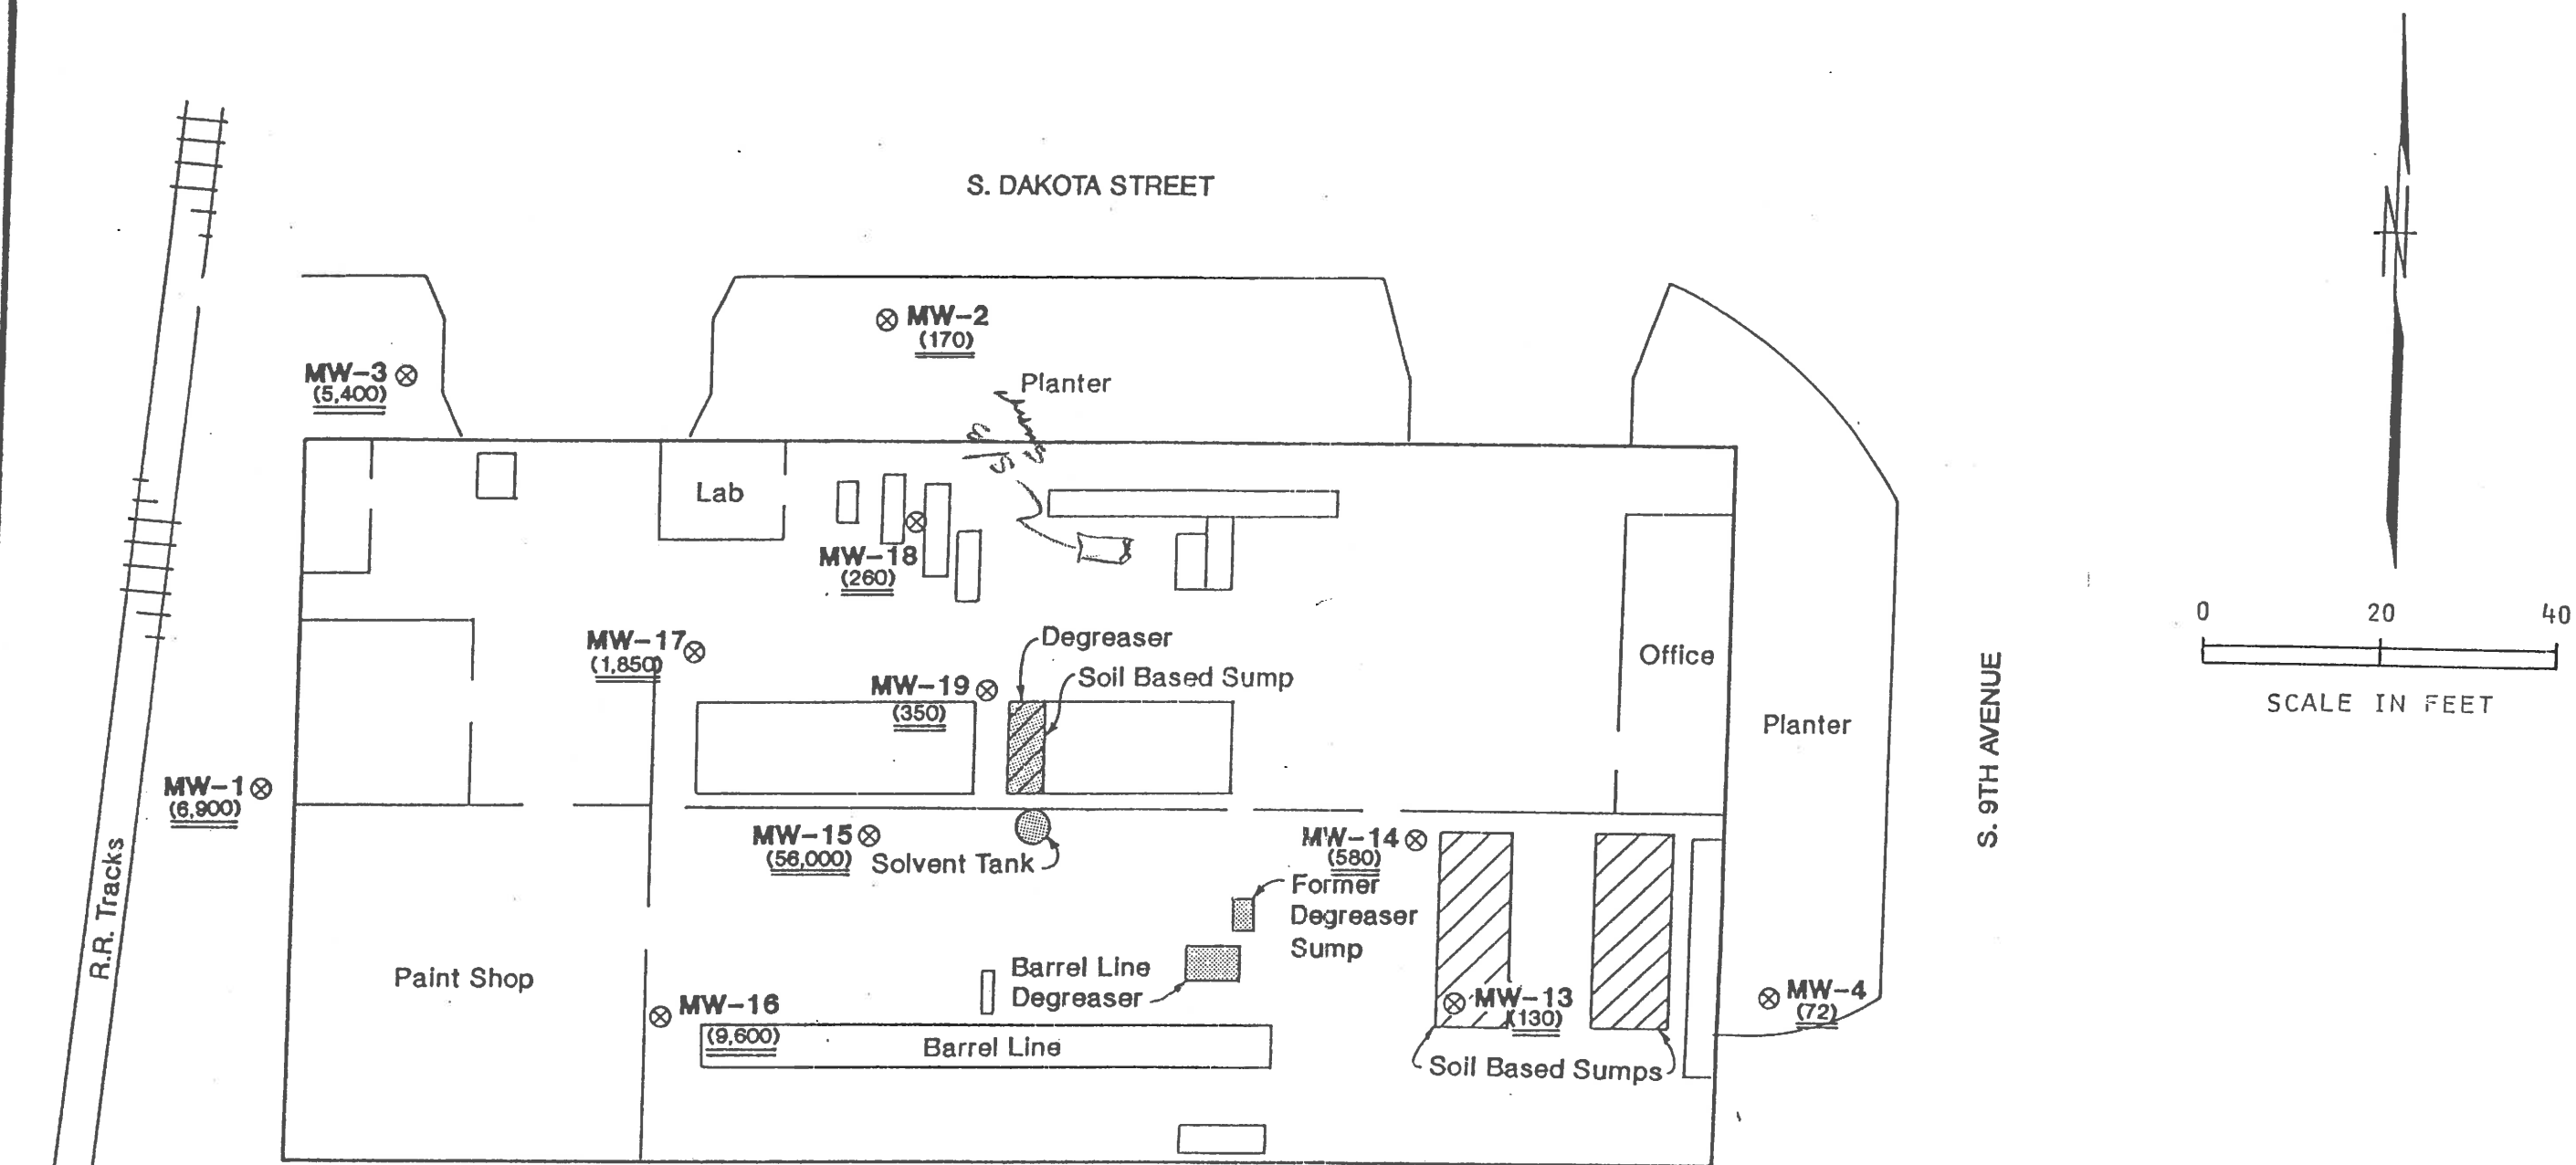 S. DAKOTA STREET
MW-2
(170)
MW-3
(5,400)
Planter
Lab
MW-18
(260)
MW-17
(1,850)
Degreaser
Soil Based Sump
MW-19
(350)
Office
Planter
S. 9TH AVENUE
N
0 20 40
SCALE IN FEET
MW-1
(6,900)
MW-15
(56,000)
Solvent Tank
MW-14
(580)
Former
Degreaser
Sump
R.R. Tracks
Paint Shop
Barrel Line
Degreaser
MW-16
(9,600)
Barrel Line
MW-13
(130)
MW-4
(72)
Soil Based Sumps